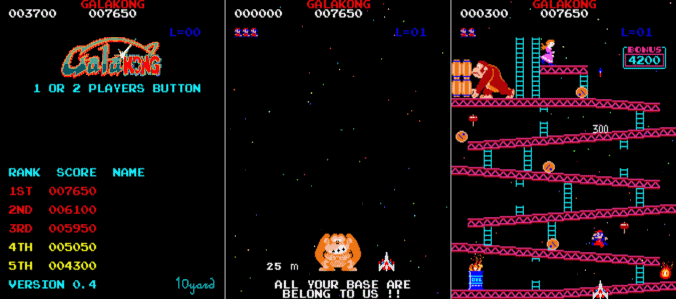 GALAKONG
003700 007650
L=00
GalaKONG
1 OR 2 PLAYERS BUTTON
RANK SCORE NAME
1ST 007650
2ND 006100
3RD 005950
4TH 005050
5TH 004300
VERSION 0.4 10yard
GALAKONG
000000 007650
L=01
25 m
ALL YOUR BASE ARE
BELONG TO US !!
GALAKONG
000300 007650
L=01
BONUS
4200
300